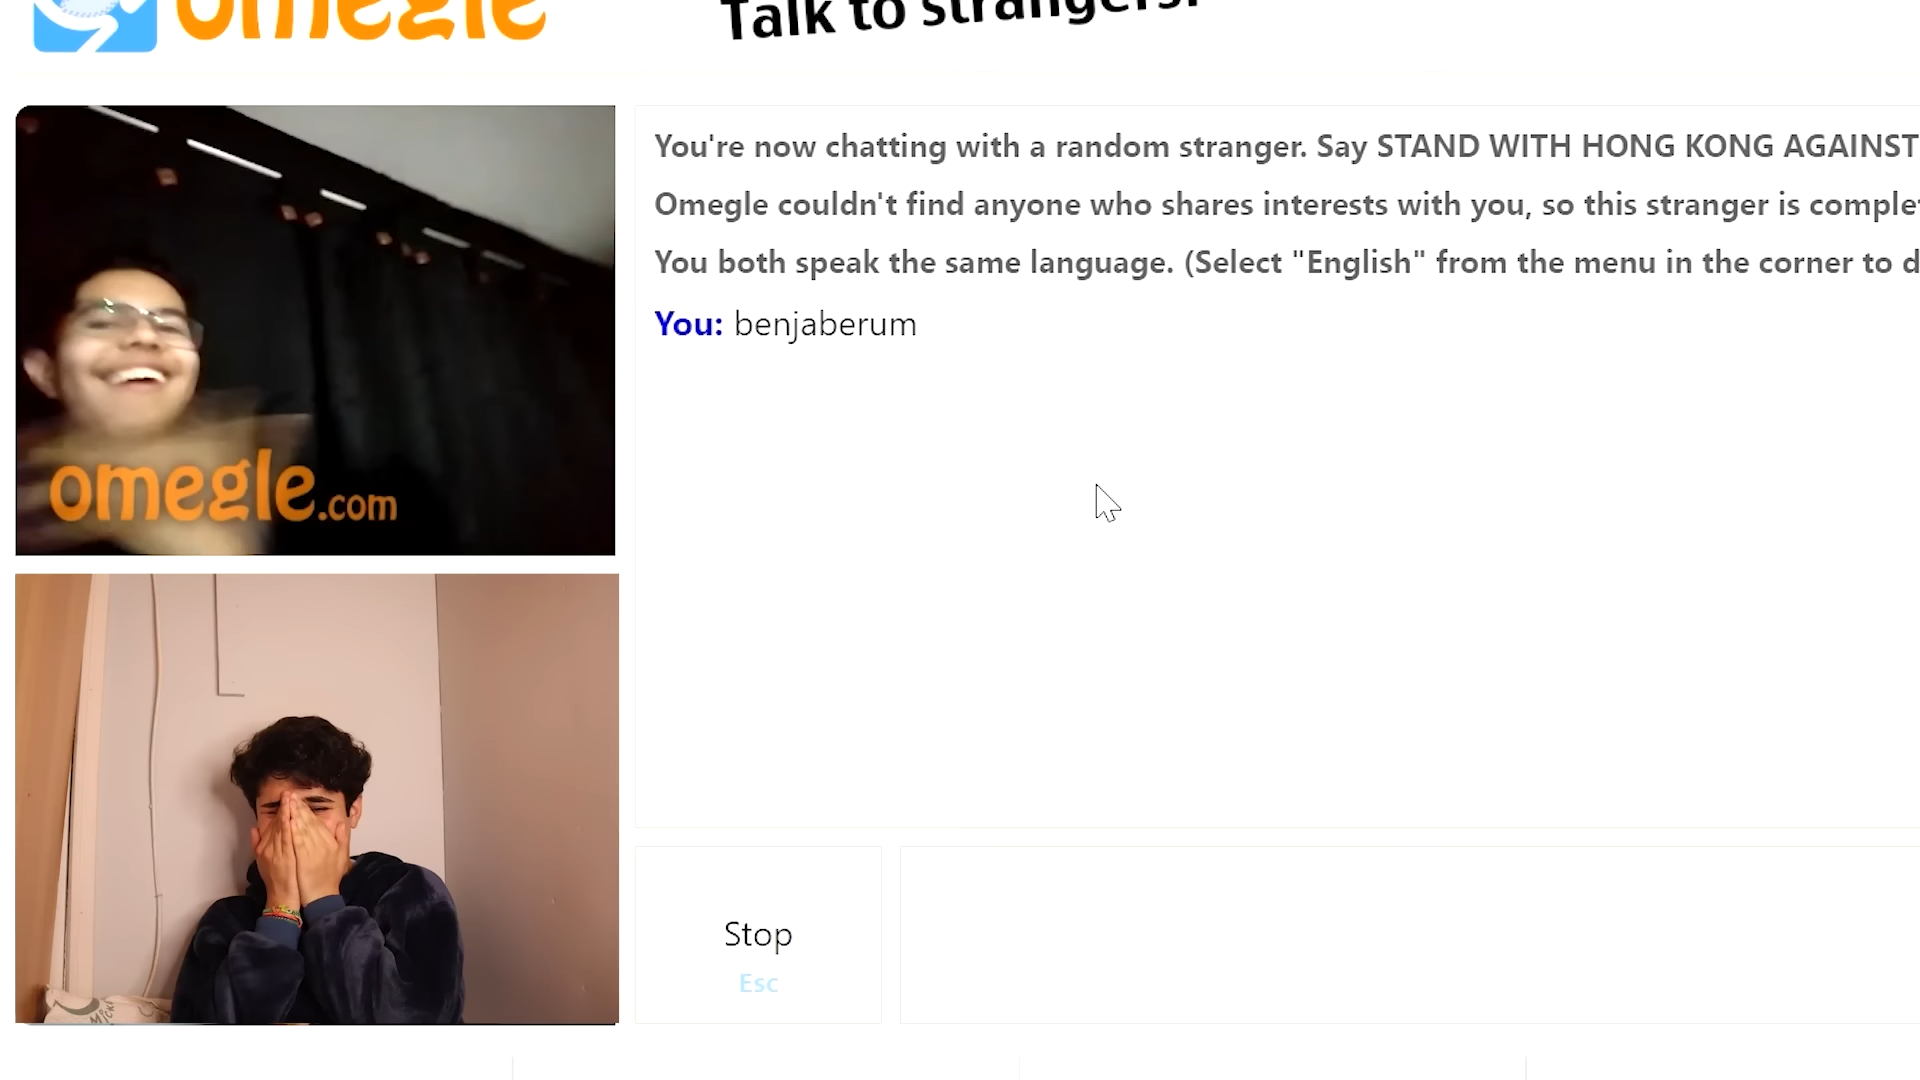 omegle
Talk to strangers!
You're now chatting with a random stranger. Say STAND WITH HONG KONG AGAINST
Omegle couldn't find anyone who shares interests with you, so this stranger is comple
You both speak the same language. (Select "English" from the menu in the corner to d
You: benjaberum
omegle.com
Stop
Esc